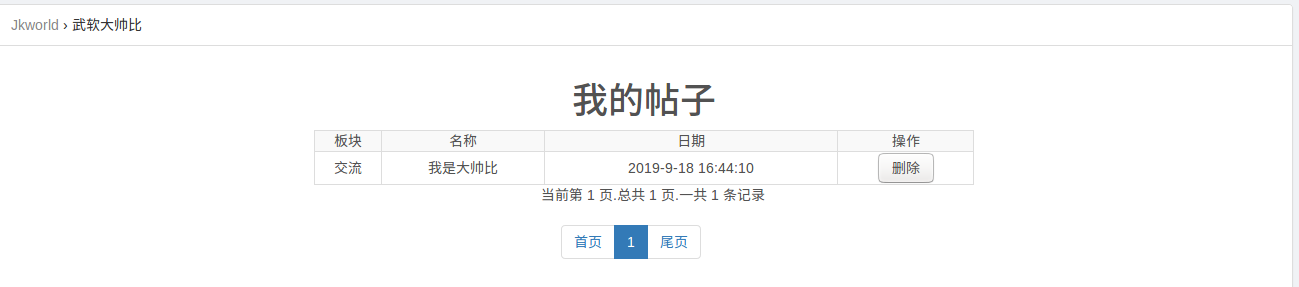 Jkworld › 武软大帅比
我的帖子
板块 名称 日期 操作
交流 我是大帅比 2019-9-18 16:44:10 删除
当前第 1 页.总共 1 页.一共 1 条记录
首页 1 尾页